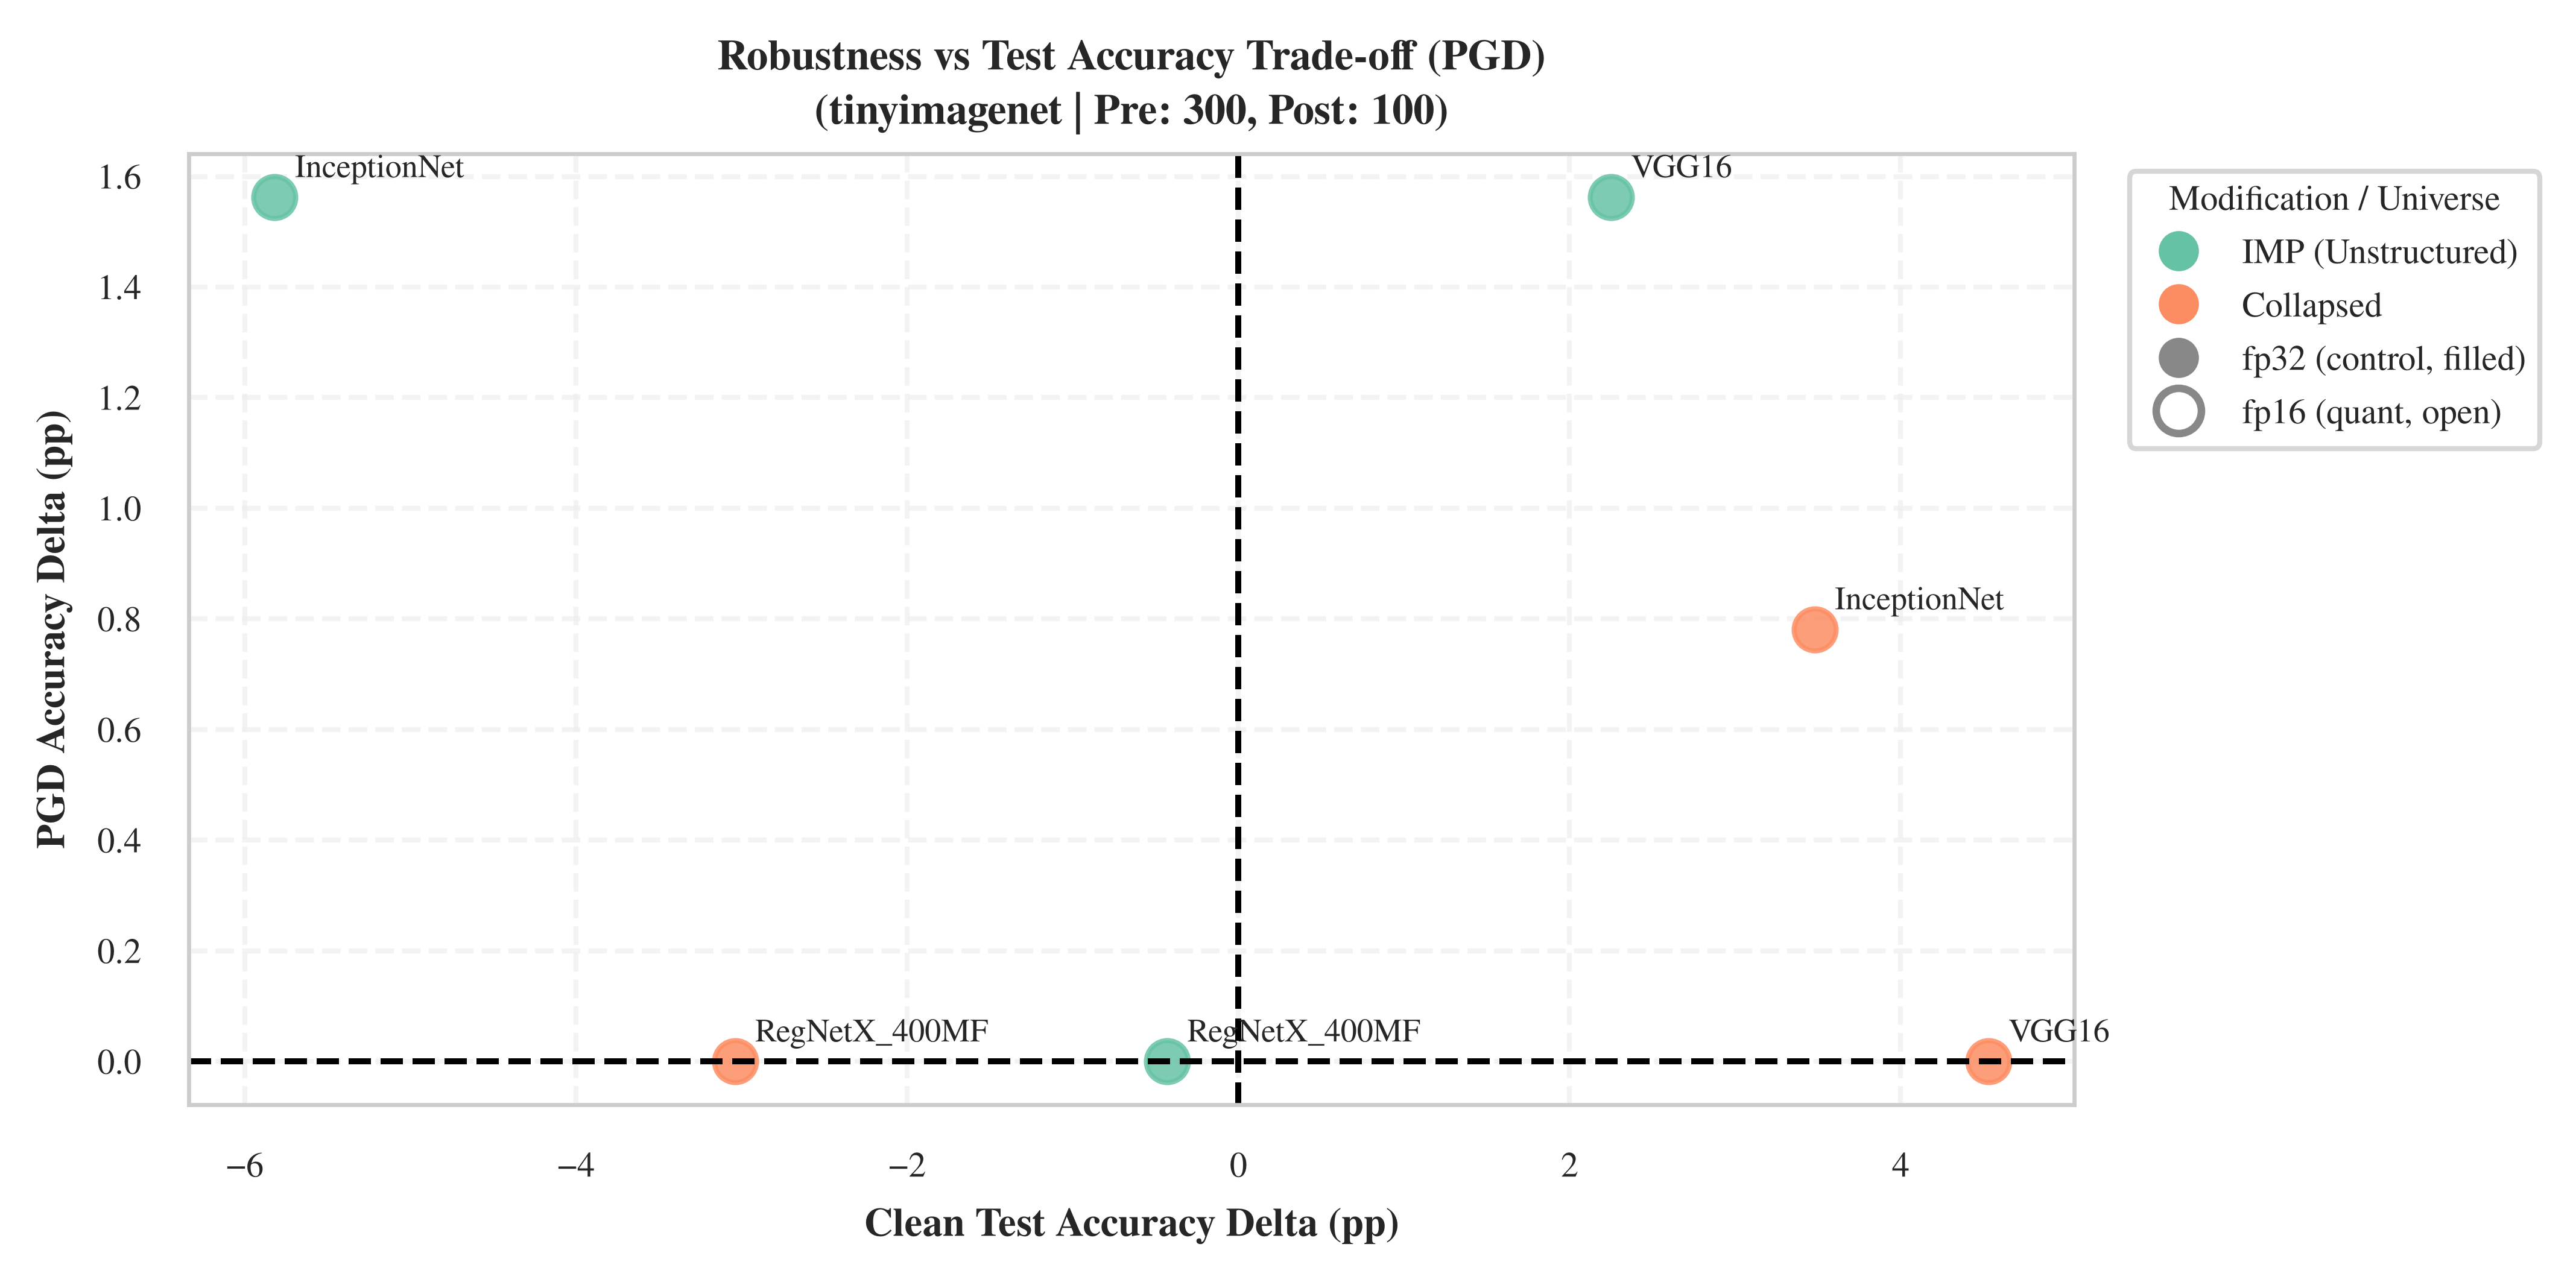 Robustness vs Test Accuracy Trade-off (PGD)
(tinyimagenet | Pre: 300, Post: 100)
PGD Accuracy Delta (pp)
1.6
1.4
1.2
1.0
0.8
0.6
0.4
0.2
0.0
InceptionNet
VGG16
InceptionNet
RegNetX_400MF
RegNetX_400MF
VGG16
−6
−4
−2
0
2
4
Clean Test Accuracy Delta (pp)
Modification / Universe
IMP (Unstructured)
Collapsed
fp32 (control, filled)
fp16 (quant, open)